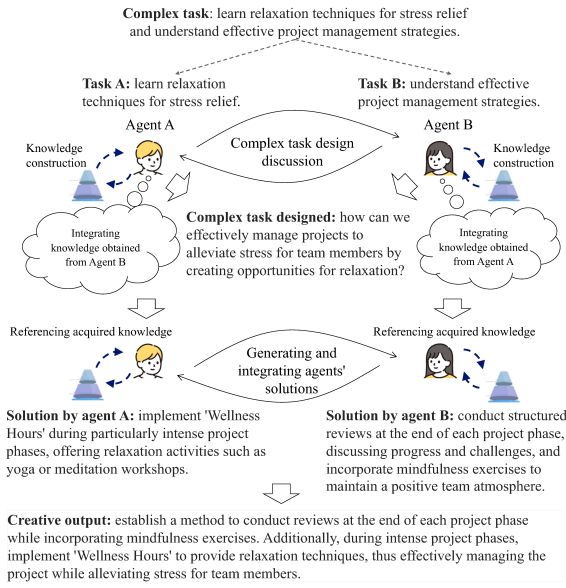 Complex task: learn relaxation techniques for stress relief
and understand effective project management strategies.
Task A: learn relaxation
techniques for stress relief.
Task B: understand effective
project management strategies.
Agent A
Agent B
Knowledge
construction
Complex task design
discussion
Knowledge
construction
Integrating
knowledge obtained
from Agent B
Complex task designed: how can we
effectively manage projects to
alleviate stress for team members by
creating opportunities for relaxation?
Integrating
knowledge obtained
from Agent A
Referencing acquired knowledge
Referencing acquired knowledge
Generating and
integrating agents'
solutions
Solution by agent A: implement 'Wellness
Hours' during particularly intense project
phases, offering relaxation activities such as
yoga or meditation workshops.
Solution by agent B: conduct structured
reviews at the end of each project phase,
discussing progress and challenges, and
incorporate mindfulness exercises to
maintain a positive team atmosphere.
Creative output: establish a method to conduct reviews at the end of each project phase
while incorporating mindfulness exercises. Additionally, during intense project phases,
implement 'Wellness Hours' to provide relaxation techniques, thus effectively managing the
project while alleviating stress for team members.